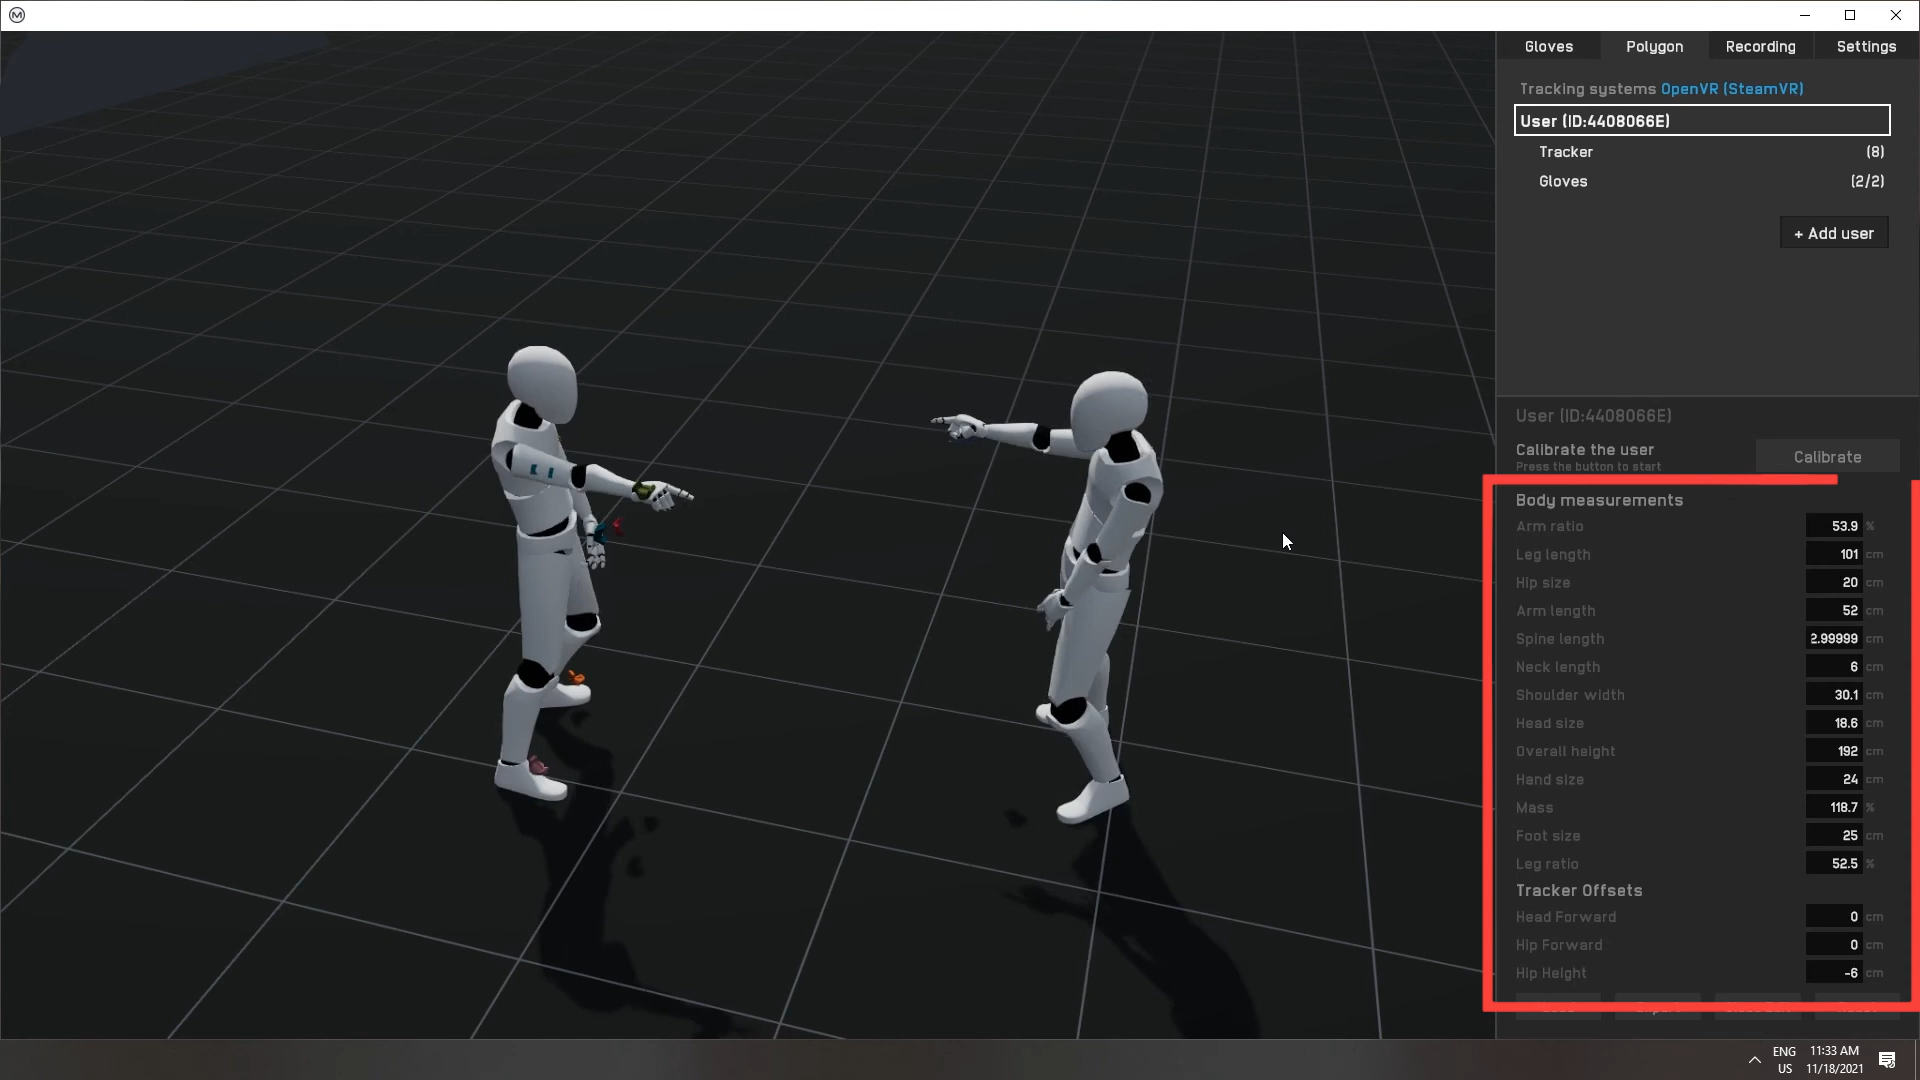 Gloves Polygon Recording Settings
Tracking systems OpenVR (SteamVR)
User (ID:4408066E)
Tracker (8)
Gloves (2/2)
+ Add user
User (ID:4408066E)
Calibrate the user
Press the button to start
Calibrate
Body measurements
Arm ratio 53.9 %
Leg length 101 cm
Hip size 20 cm
Arm length 52 cm
Spine length 2.99999 cm
Neck length 6 cm
Shoulder width 30.1 cm
Head size 18.6 cm
Overall height 192 cm
Hand size 24 cm
Mass 118.7 %
Foot size 25 cm
Leg ratio 52.5 %
Tracker Offsets
Head Forward 0 cm
Hip Forward 0 cm
Hip Height -6 cm
ENG 11:33 AM
US 11/18/2021